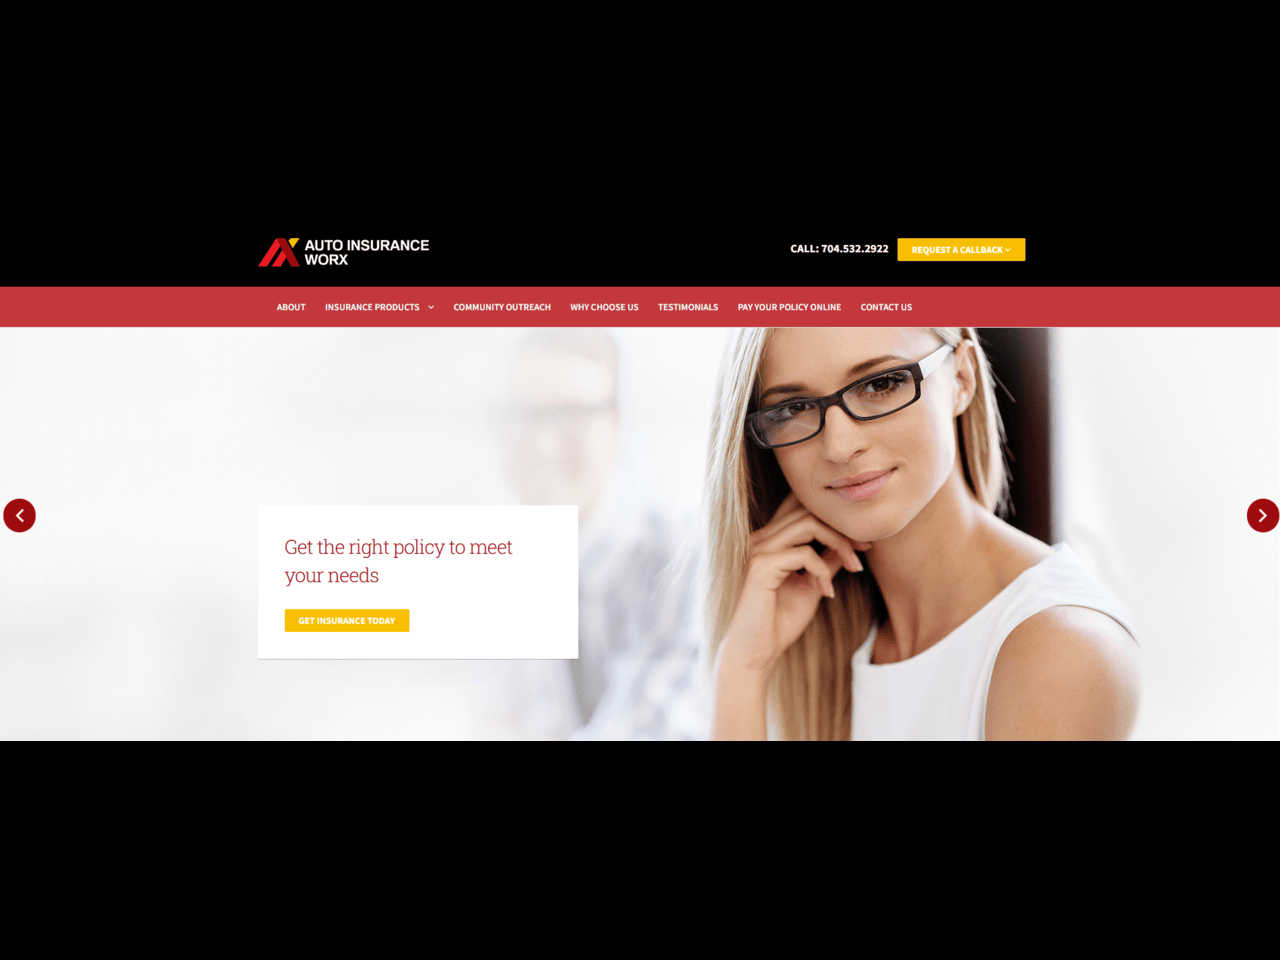 AUTO INSURANCE
WORX
CALL: 704.532.2922
REQUEST A CALLBACK
ABOUT INSURANCE PRODUCTS COMMUNITY OUTREACH WHY CHOOSE US TESTIMONIALS PAY YOUR POLICY ONLINE CONTACT US
Get the right policy to meet
your needs
GET INSURANCE TODAY